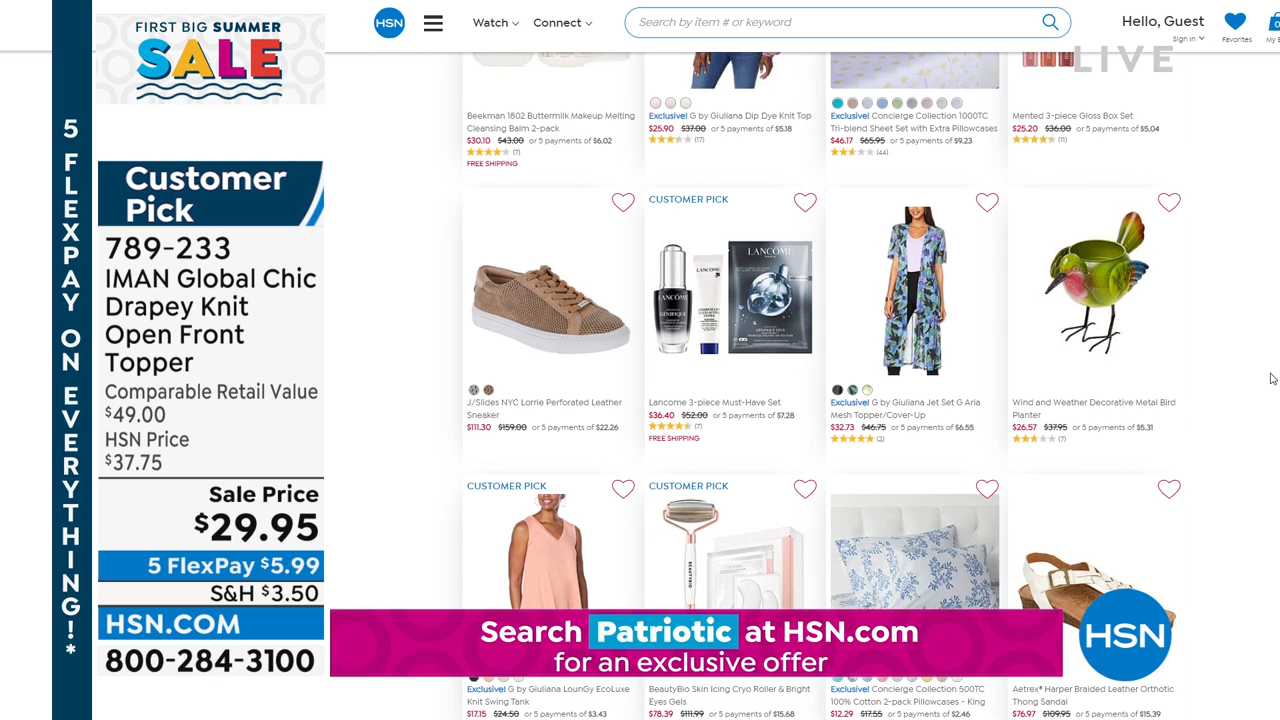 FIRST BIG SUMMER
SALE
5 FLEXPAY ON EVERYTHING!*
Customer
Pick
789-233
IMAN Global Chic
Drapey Knit
Open Front
Topper
Comparable Retail Value
$49.00
HSN Price
$37.75
Sale Price
$29.95
5 FlexPay $5.99
S&H $3.50
HSN.COM
800-284-3100
HSN
Watch
Connect
Search by item # or keyword
Hello, Guest
Sign In
Favorites
My B
0
LIVE
Beekman 1802 Buttermilk Makeup Melting
Cleansing Balm 2-pack
$30.10 $43.00 or 5 payments of $6.02
(7)
FREE SHIPPING
Exclusive! G by Giuliana Dip Dye Knit Top
$25.90 $37.00 or 5 payments of $5.18
(17)
Exclusive! Concierge Collection 1000TC
Tri-blend Sheet Set with Extra Pillowcases
$46.17 $65.95 or 5 payments of $9.23
(44)
Mented 3-piece Gloss Box Set
$25.20 $36.00 or 5 payments of $5.04
(11)
J/Slides NYC Lorrie Perforated Leather
Sneaker
$111.30 $159.00 or 5 payments of $22.26
CUSTOMER PICK
LANCOME
LANCOME
GÉNIFIQUE
LANCOME
Lancome 3-piece Must-Have Set
$36.40 $52.00 or 5 payments of $7.28
(7)
FREE SHIPPING
Exclusive! G by Giuliana Jet Set G Aria
Mesh Topper/Cover-Up
$32.73 $46.75 or 5 payments of $6.55
(2)
Wind and Weather Decorative Metal Bird
Planter
$26.57 $37.95 or 5 payments of $5.31
(7)
CUSTOMER PICK
CUSTOMER PICK
BEAUTYBIO
Search Patriotic at HSN.com
for an exclusive offer
HSN
Exclusive! G by Giuliana LounGy EcoLuxe
Knit Swing Tank
$17.15 $24.50 or 5 payments of $3.43
BeautyBio Skin Icing Cryo Roller & Bright
Eyes Gels
$78.39 $111.99 or 5 payments of $15.68
Exclusive! Concierge Collection 500TC
100% Cotton 2-pack Pillowcases - King
$12.29 $17.55 or 5 payments of $2.46
Aetrex® Harper Braided Leather Orthotic
Thong Sandal
$76.97 $109.95 or 5 payments of $15.39